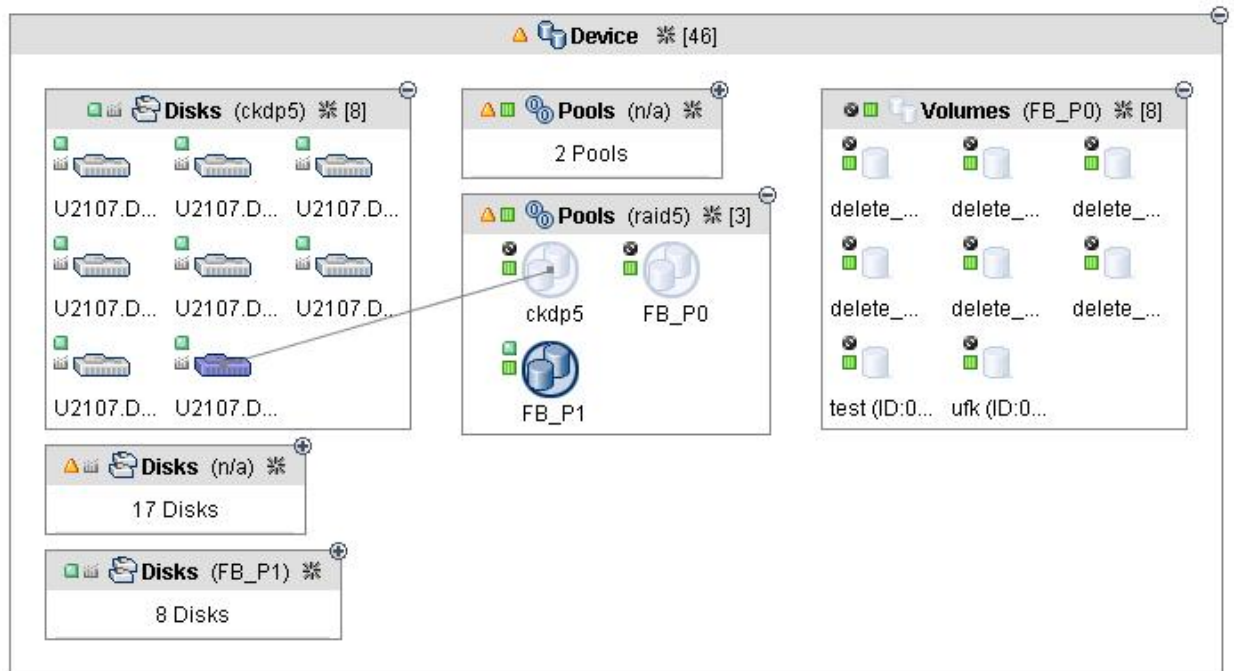 Device [46]
Disks (ckdp5) [8]
U2107.D... U2107.D... U2107.D...
U2107.D... U2107.D... U2107.D...
U2107.D... U2107.D...
Disks (n/a)
17 Disks
Disks (FB_P1)
8 Disks
Pools (n/a)
2 Pools
Pools (raid5) [3]
ckdp5 FB_P0
FB_P1
Volumes (FB_P0) [8]
delete_... delete_... delete_...
delete_... delete_... delete_...
test (ID:0... ufk (ID:0...